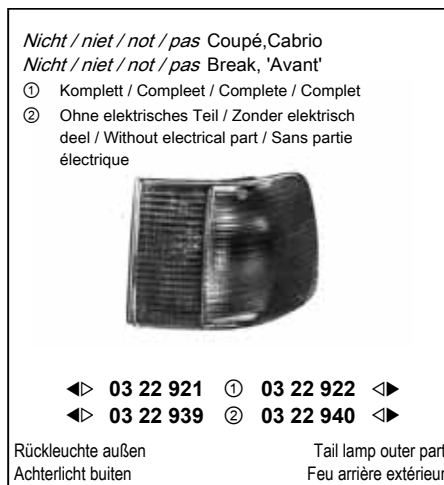 Nicht / niet / not / pas Coupé,Cabrio
Nicht / niet / not / pas Break, 'Avant'
① Komplett / Compleet / Complete / Complet
② Ohne elektrisches Teil / Zonder elektrisch
deel / Without electrical part / Sans partie
électrique
◀▷ 03 22 921 ① 03 22 922 ◁▶
◀▷ 03 22 939 ② 03 22 940 ◁▶
Rückleuchte außen Tail lamp outer part
Achterlicht buiten Feu arrière extérieur